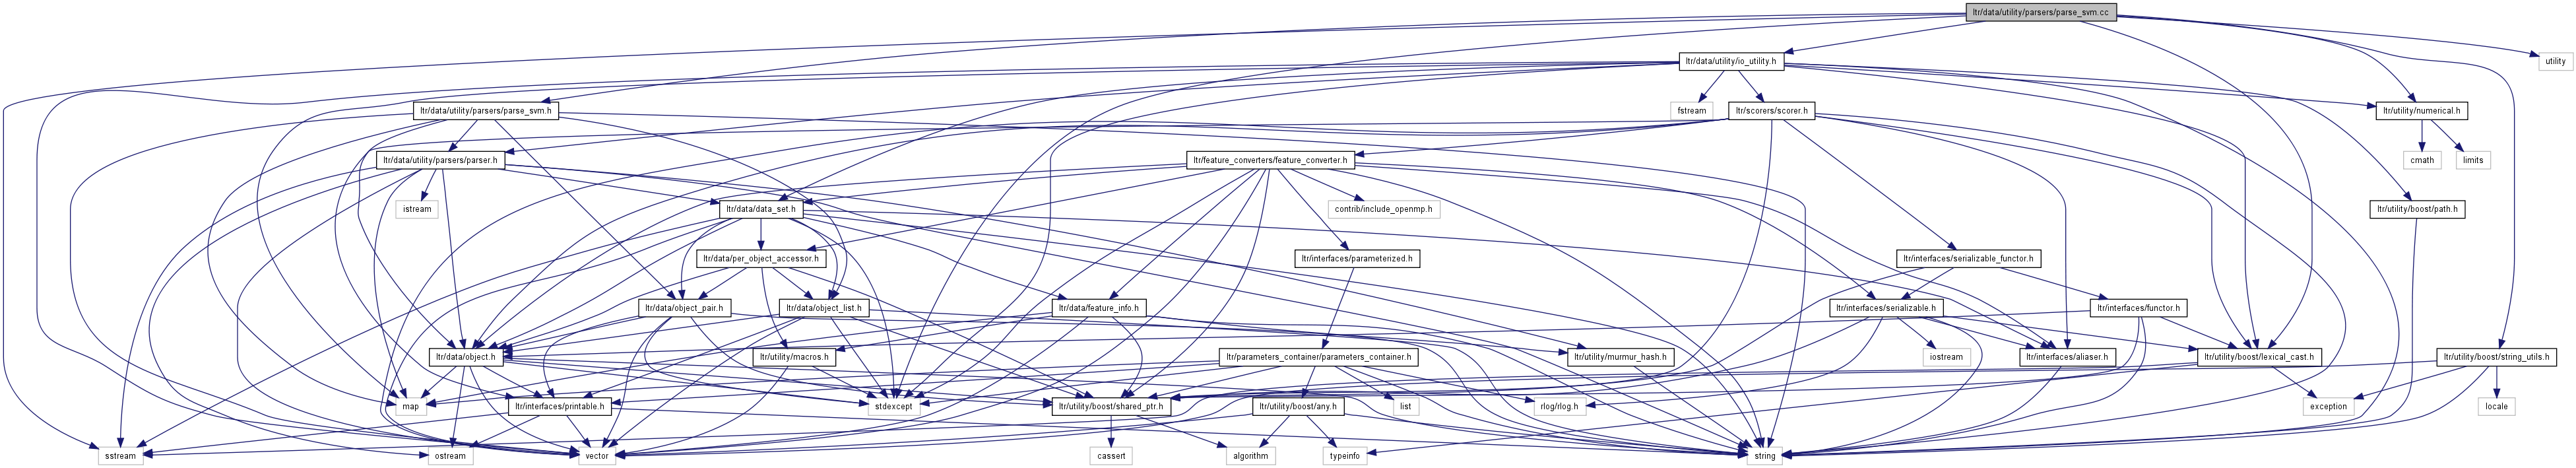 ltr/data/utility/parsers/parse_svm.cc
ltr/data/utility/io_utility.h
utility
ltr/data/utility/parsers/parse_svm.h
fstream
ltr/scorers/scorer.h
ltr/utility/numerical.h
ltr/data/utility/parsers/parser.h
ltr/feature_converters/feature_converter.h
cmath
limits
istream
ltr/data/data_set.h
contrib/include_openmp.h
ltr/utility/boost/path.h
ltr/data/per_object_accessor.h
ltr/interfaces/parameterized.h
ltr/interfaces/serializable_functor.h
ltr/data/object_pair.h
ltr/data/object_list.h
ltr/data/feature_info.h
ltr/interfaces/serializable.h
ltr/interfaces/functor.h
ltr/data/object.h
ltr/utility/macros.h
ltr/utility/murmur_hash.h
ltr/parameters_container/parameters_container.h
iostream
ltr/interfaces/aliaser.h
ltr/utility/boost/lexical_cast.h
ltr/utility/boost/string_utils.h
map
ltr/interfaces/printable.h
stdexcept
ltr/utility/boost/shared_ptr.h
ltr/utility/boost/any.h
list
rlog/rlog.h
exception
locale
sstream
ostream
vector
cassert
algorithm
typeinfo
string